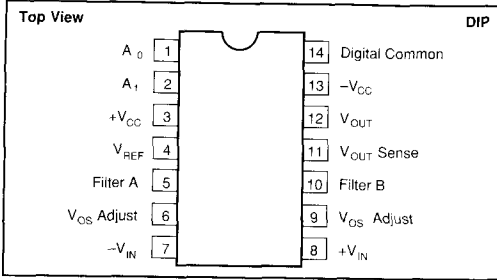 Top View DIP
A0 1 14 Digital Common
A1 2 13 −VCC
+VCC 3 12 VOUT
VREF 4 11 VOUT Sense
Filter A 5 10 Filter B
VOS Adjust 6 9 VOS Adjust
−VIN 7 8 +VIN